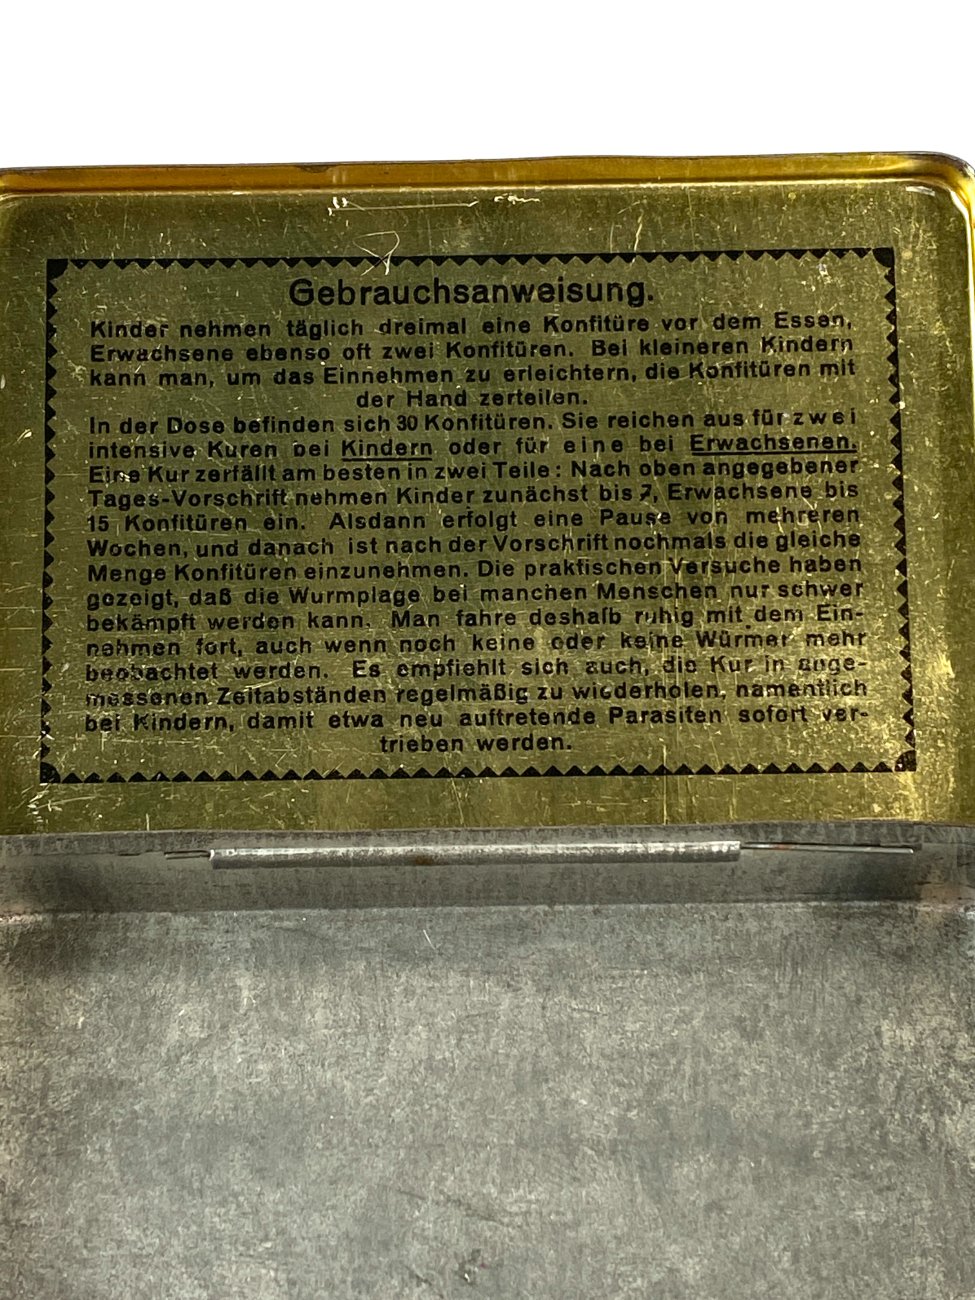 Gebrauchsanweisung.
Kinder nehmen täglich dreimal eine Konfitüre vor dem Essen,
Erwachsene ebenso oft zwei Konfitüren. Bei kleineren Kindern
kann man, um das Einnehmen zu erleichtern, die Konfitüren mit
der Hand zerteilen.
In der Dose befinden sich 30 Konfitüren. Sie reichen aus für zwei
intensive Kuren bei Kindern oder für eine bei Erwachsenen.
Eine Kur zerfällt am besten in zwei Teile: Nach oben angegebener
Tages-Vorschrift nehmen Kinder zunächst bis 7, Erwachsene bis
15 Konfitüren ein. Alsdann erfolgt eine Pause von mehreren
Wochen, und danach ist nach der Vorschrift nochmals die gleiche
Menge Konfitüren einzunehmen. Die praktischen Versuche haben
gezeigt, daß die Wurmplage bei manchen Menschen nur schwer
bekämpft werden kann. Man fahre deshalb ruhig mit dem Ein-
nehmen fort, auch wenn noch keine oder keine Würmer mehr
beobachtet werden. Es empfiehlt sich auch, die Kur in ange-
messenen Zeitabständen regelmäßig zu wiederholen, namentlich
bei Kindern, damit etwa neu auftretende Parasiten sofort ver-
trieben werden.